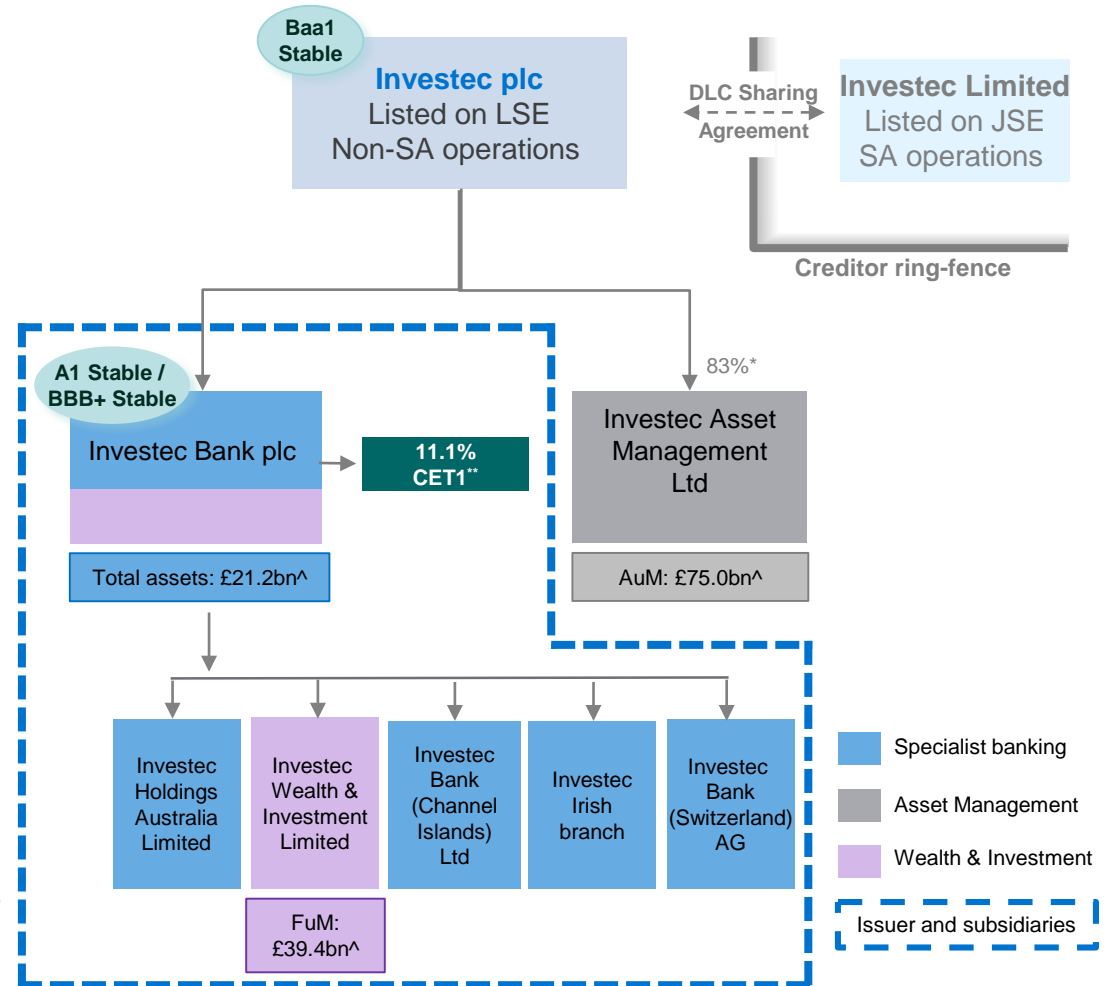 Baa1
Stable
Investec plc
Listed on LSE
Non-SA operations
DLC Sharing
Agreement
Investec Limited
Listed on JSE
SA operations
Creditor ring-fence
A1 Stable /
BBB+ Stable
Investec Bank plc
11.1%
CET1**
83%*
Investec Asset
Management
Ltd
Total assets: £21.2bn^
AuM: £75.0bn^
Investec
Holdings
Australia
Limited
Investec
Wealth &
Investment
Limited
Investec
Bank
(Channel
Islands)
Ltd
Investec
Irish
branch
Investec
Bank
(Switzerland)
AG
FuM:
£39.4bn^
Specialist banking
Asset Management
Wealth & Investment
Issuer and subsidiaries